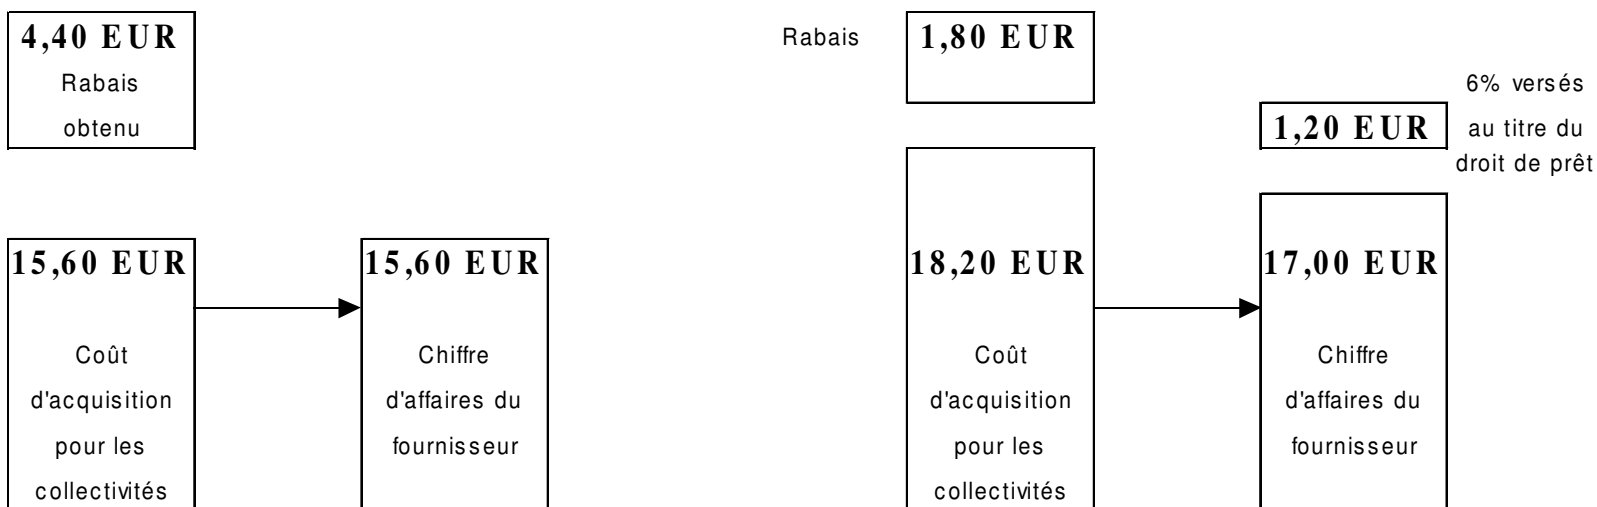 4,40 EUR
Rabais
obtenu
15,60 EUR
Coût
d'acquisition
pour les
collectivités
15,60 EUR
Chiffre
d'affaires du
fournisseur
Rabais
1,80 EUR
18,20 EUR
Coût
d'acquisition
pour les
collectivités
1,20 EUR
6% versés
au titre du
droit de prêt
17,00 EUR
Chiffre
d'affaires du
fournisseur